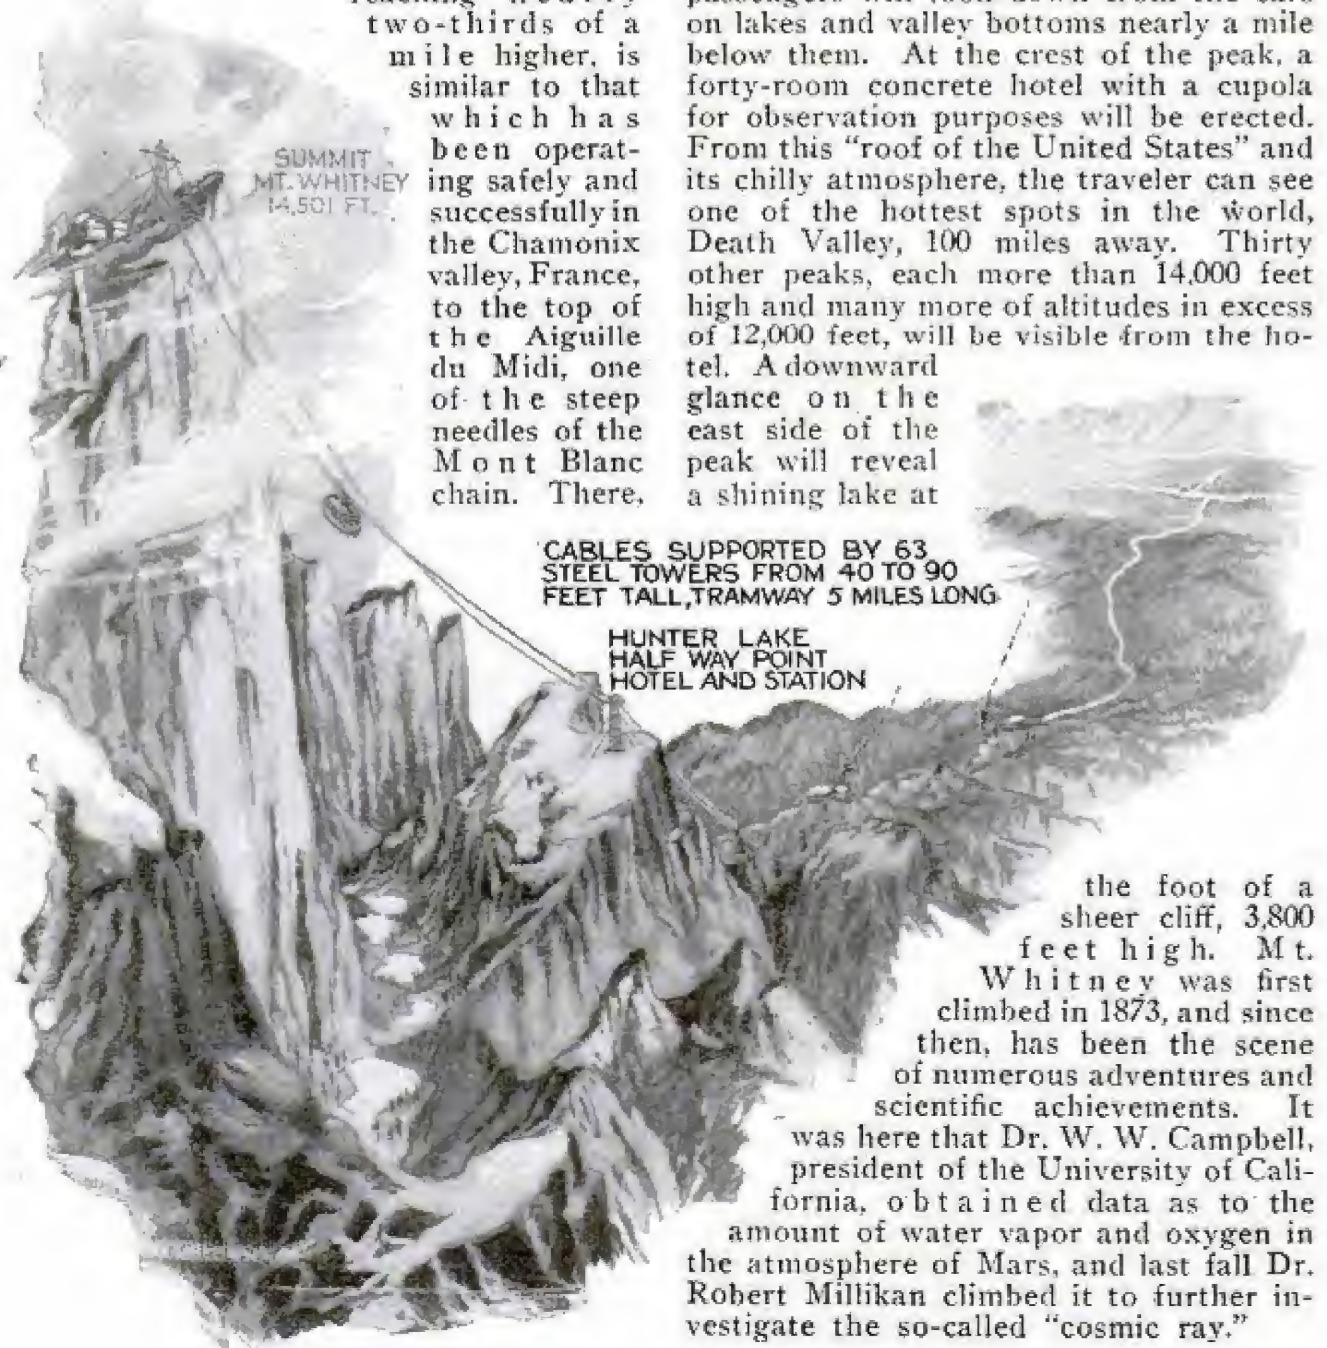 two-thirds of a
mile higher, is
similar to that
which has
been operat-
ing safely and
successfully in
the Chamonix
valley, France,
to the top of
the Aiguille
du Midi, one
of the steep
needles of the
Mont Blanc
chain. There,
on lakes and valley bottoms nearly a mile
below them. At the crest of the peak, a
forty-room concrete hotel with a cupola
for observation purposes will be erected.
From this "roof of the United States" and
its chilly atmosphere, the traveler can see
one of the hottest spots in the world,
Death Valley, 100 miles away. Thirty
other peaks, each more than 14,000 feet
high and many more of altitudes in excess
of 12,000 feet, will be visible from the ho-
tel. A downward
glance on the
east side of the
peak will reveal
a shining lake at
the foot of a
sheer cliff, 3,800
feet high. Mt.
Whitney was first
climbed in 1873, and since
then, has been the scene
of numerous adventures and
scientific achievements. It
was here that Dr. W. W. Campbell,
president of the University of Cali-
fornia, obtained data as to the
amount of water vapor and oxygen in
the atmosphere of Mars, and last fall Dr.
Robert Millikan climbed it to further in-
vestigate the so-called "cosmic ray."
SUMMIT
MT. WHITNEY
14,501 FT.
CABLES SUPPORTED BY 63
STEEL TOWERS FROM 40 TO 90
FEET TALL, TRAMWAY 5 MILES LONG
HUNTER LAKE
HALF WAY POINT
HOTEL AND STATION